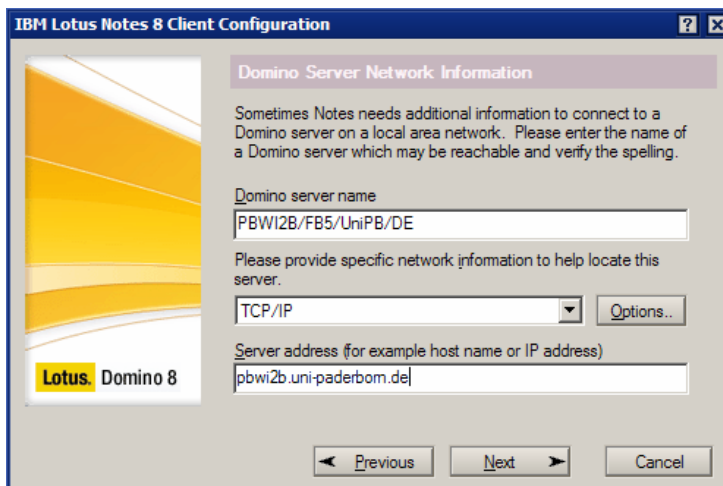 IBM Lotus Notes 8 Client Configuration
Domino Server Network Information
Sometimes Notes needs additional information to connect to a
Domino server on a local area network. Please enter the name of
a Domino server which may be reachable and verify the spelling.
Domino server name
PBWI2B/FB5/UniPB/DE
Please provide specific network information to help locate this
server.
TCP/IP
Options..
Server address (for example host name or IP address)
pbwi2b.uni-paderborn.de
Lotus. Domino 8
Previous
Next
Cancel